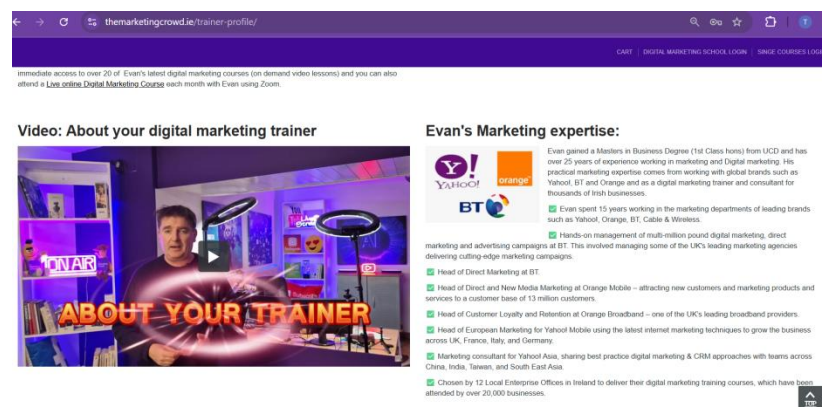 themarketingcrowd.ie/trainer-profile/
T
CART | DIGITAL MARKETING SCHOOL LOGIN | SINGE COURSES LOGI
immediate access to over 20 of Evan's latest digital marketing courses (on demand video lessons) and you can also
attend a Live online Digital Marketing Course each month with Evan using Zoom.
Video: About your digital marketing trainer
ON AIR
ABOUT YOUR TRAINER
Evan's Marketing expertise:
YAHOO!
orange
BT
Evan gained a Masters in Business Degree (1st Class hons) from UCD and has
over 25 years of experience working in marketing and Digital marketing. His
practical marketing expertise comes from working with global brands such as
Yahoo!, BT and Orange and as a digital marketing trainer and consultant for
thousands of Irish businesses.
Evan spent 15 years working in the marketing departments of leading brands
such as Yahoo!, Orange, BT, Cable & Wireless.
Hands-on management of multi-million pound digital marketing, direct
marketing and advertising campaigns at BT. This involved managing some of the UK's leading marketing agencies
delivering cutting-edge marketing campaigns.
Head of Direct Marketing at BT.
Head of Direct and New Media Marketing at Orange Mobile – attracting new customers and marketing products and
services to a customer base of 13 million customers.
Head of Customer Loyalty and Retention at Orange Broadband – one of the UK's leading broadband providers.
Head of European Marketing for Yahoo! Mobile using the latest internet marketing techniques to grow the business
across UK, France, Italy, and Germany.
Marketing consultant for Yahoo! Asia, sharing best practice digital marketing & CRM approaches with teams across
China, India, Taiwan, and South East Asia
Chosen by 12 Local Enterprise Offices in Ireland to deliver their digital marketing training courses, which have been
attended by over 20,000 businesses.
TOP